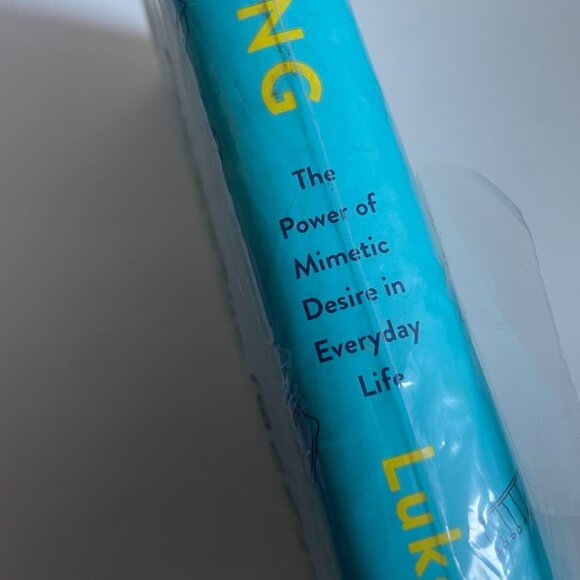 NG
The
Power of
Mimetic
Desire in
Everyday
Life
Luk